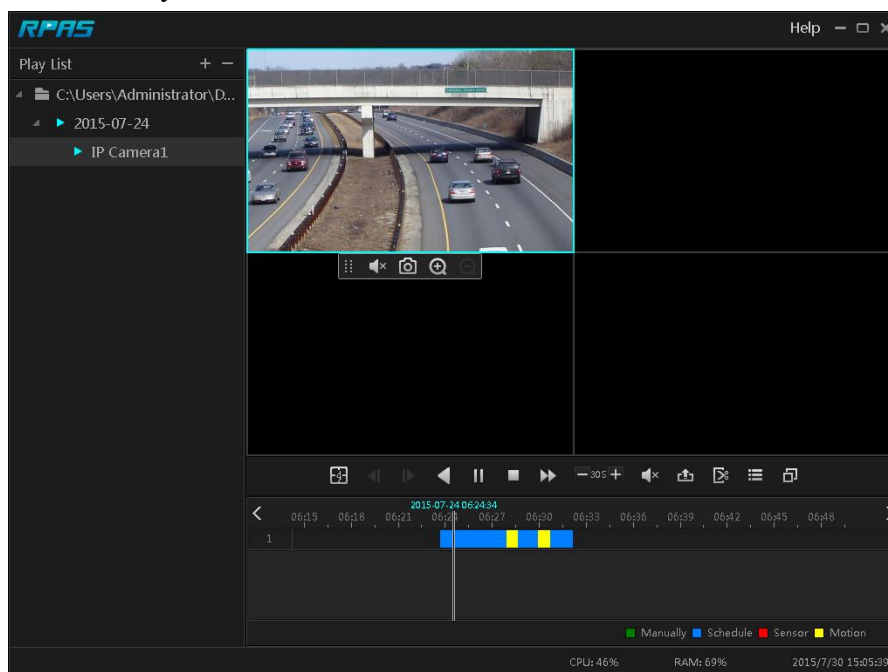 RPAS
Help
Play List
C:\Users\Administrator\D...
2015-07-24
IP Camera1
30S
2015-07-24 06:24:34
06:15 06:18 06:21 06:24 06:27 06:30 06:33 06:36 06:39 06:42 06:45 06:48
1
Manually Schedule Sensor Motion
CPU: 46% RAM: 69% 2015/7/30 15:05:39